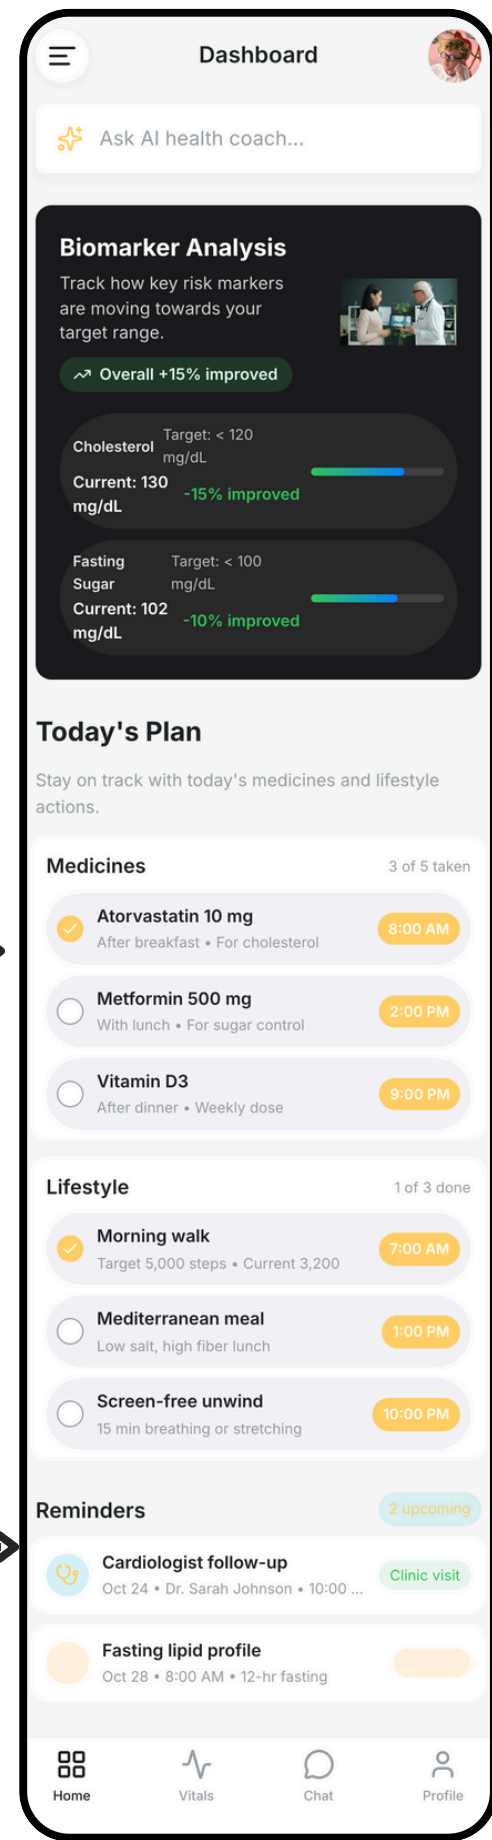 Dashboard
Ask AI health coach...
Biomarker Analysis
Track how key risk markers
are moving towards your
target range.
Overall +15% improved
Cholesterol
Target: < 120
mg/dL
Current: 130
mg/dL
-15% improved
Fasting
Sugar
Target: < 100
mg/dL
Current: 102
mg/dL
-10% improved
Today's Plan
Stay on track with today's medicines and lifestyle
actions.
Medicines
3 of 5 taken
Atorvastatin 10 mg
After breakfast • For cholesterol
8:00 AM
Metformin 500 mg
With lunch • For sugar control
2:00 PM
Vitamin D3
After dinner • Weekly dose
9:00 PM
Lifestyle
1 of 3 done
Morning walk
Target 5,000 steps • Current 3,200
7:00 AM
Mediterranean meal
Low salt, high fiber lunch
1:00 PM
Screen-free unwind
15 min breathing or stretching
10:00 PM
Reminders
2 upcoming
Cardiologist follow-up
Oct 24 • Dr. Sarah Johnson • 10:00 ...
Clinic visit
Fasting lipid profile
Oct 28 • 8:00 AM • 12-hr fasting
Home
Vitals
Chat
Profile